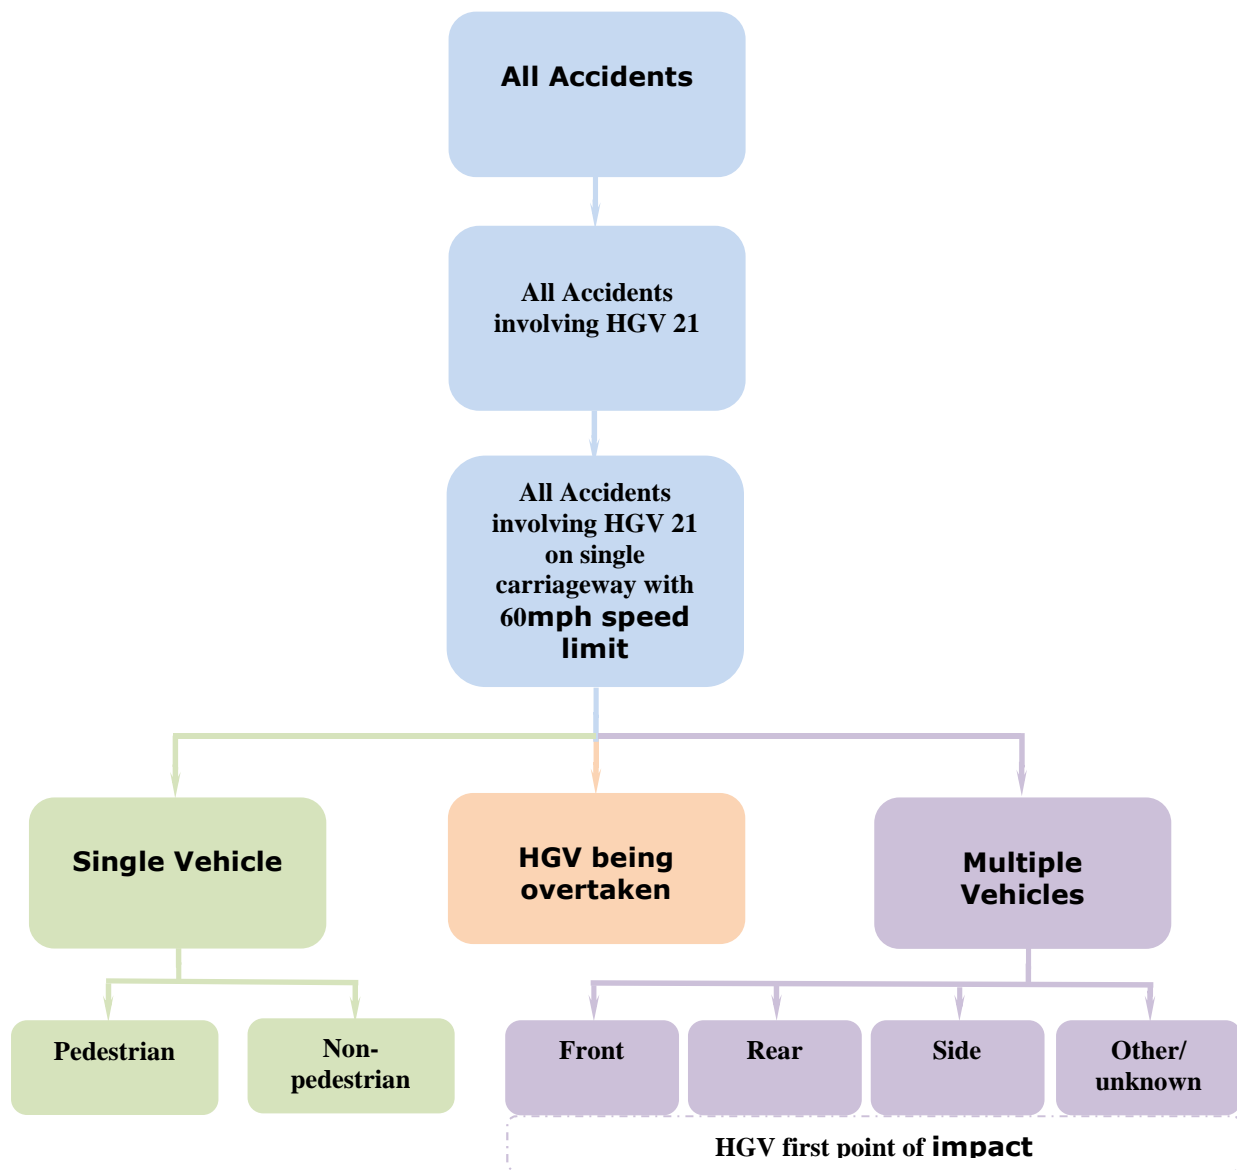 All Accidents
All Accidents
involving HGV 21
All Accidents
involving HGV 21
on single
carriageway with
60mph speed
limit
Single Vehicle
HGV being
overtaken
Multiple
Vehicles
Pedestrian
Non-
pedestrian
Front
Rear
Side
Other/
unknown
HGV first point of impact